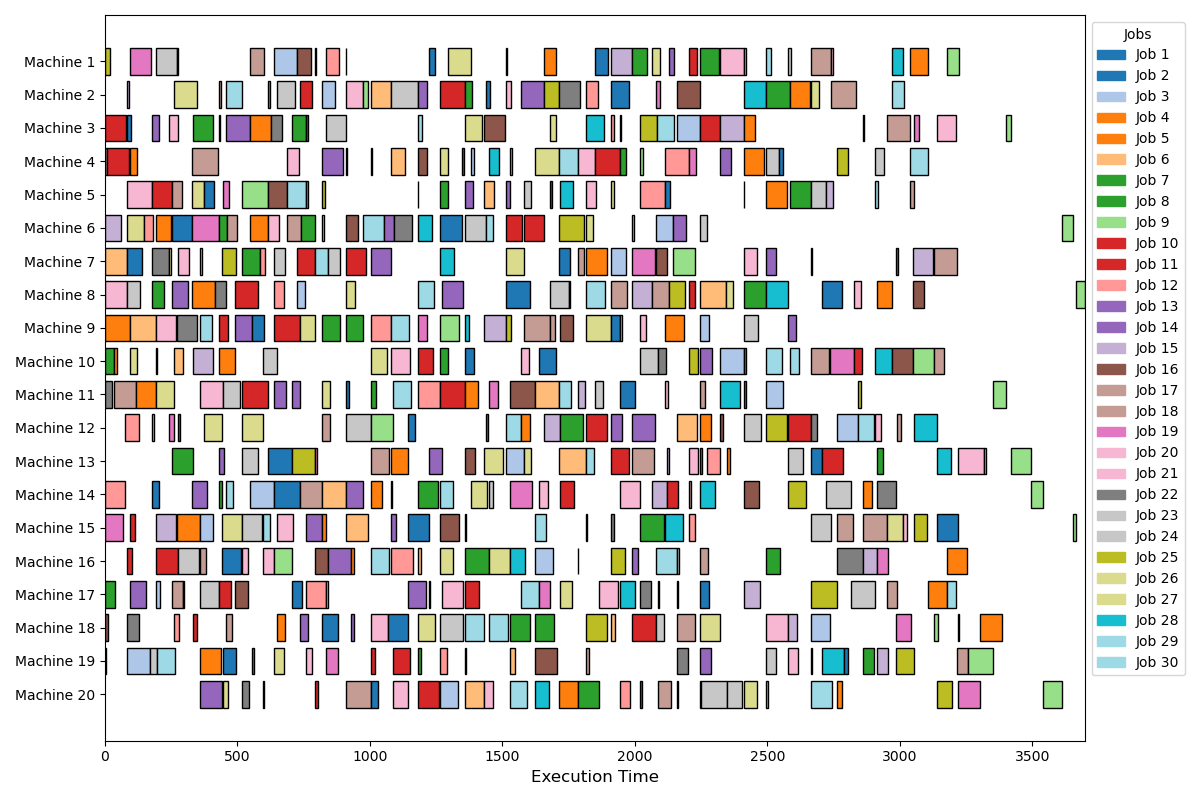 Machine 1
Machine 2
Machine 3
Machine 4
Machine 5
Machine 6
Machine 7
Machine 8
Machine 9
Machine 10
Machine 11
Machine 12
Machine 13
Machine 14
Machine 15
Machine 16
Machine 17
Machine 18
Machine 19
Machine 20
0 500 1000 1500 2000 2500 3000 3500
Execution Time
Jobs
Job 1
Job 2
Job 3
Job 4
Job 5
Job 6
Job 7
Job 8
Job 9
Job 10
Job 11
Job 12
Job 13
Job 14
Job 15
Job 16
Job 17
Job 18
Job 19
Job 20
Job 21
Job 22
Job 23
Job 24
Job 25
Job 26
Job 27
Job 28
Job 29
Job 30